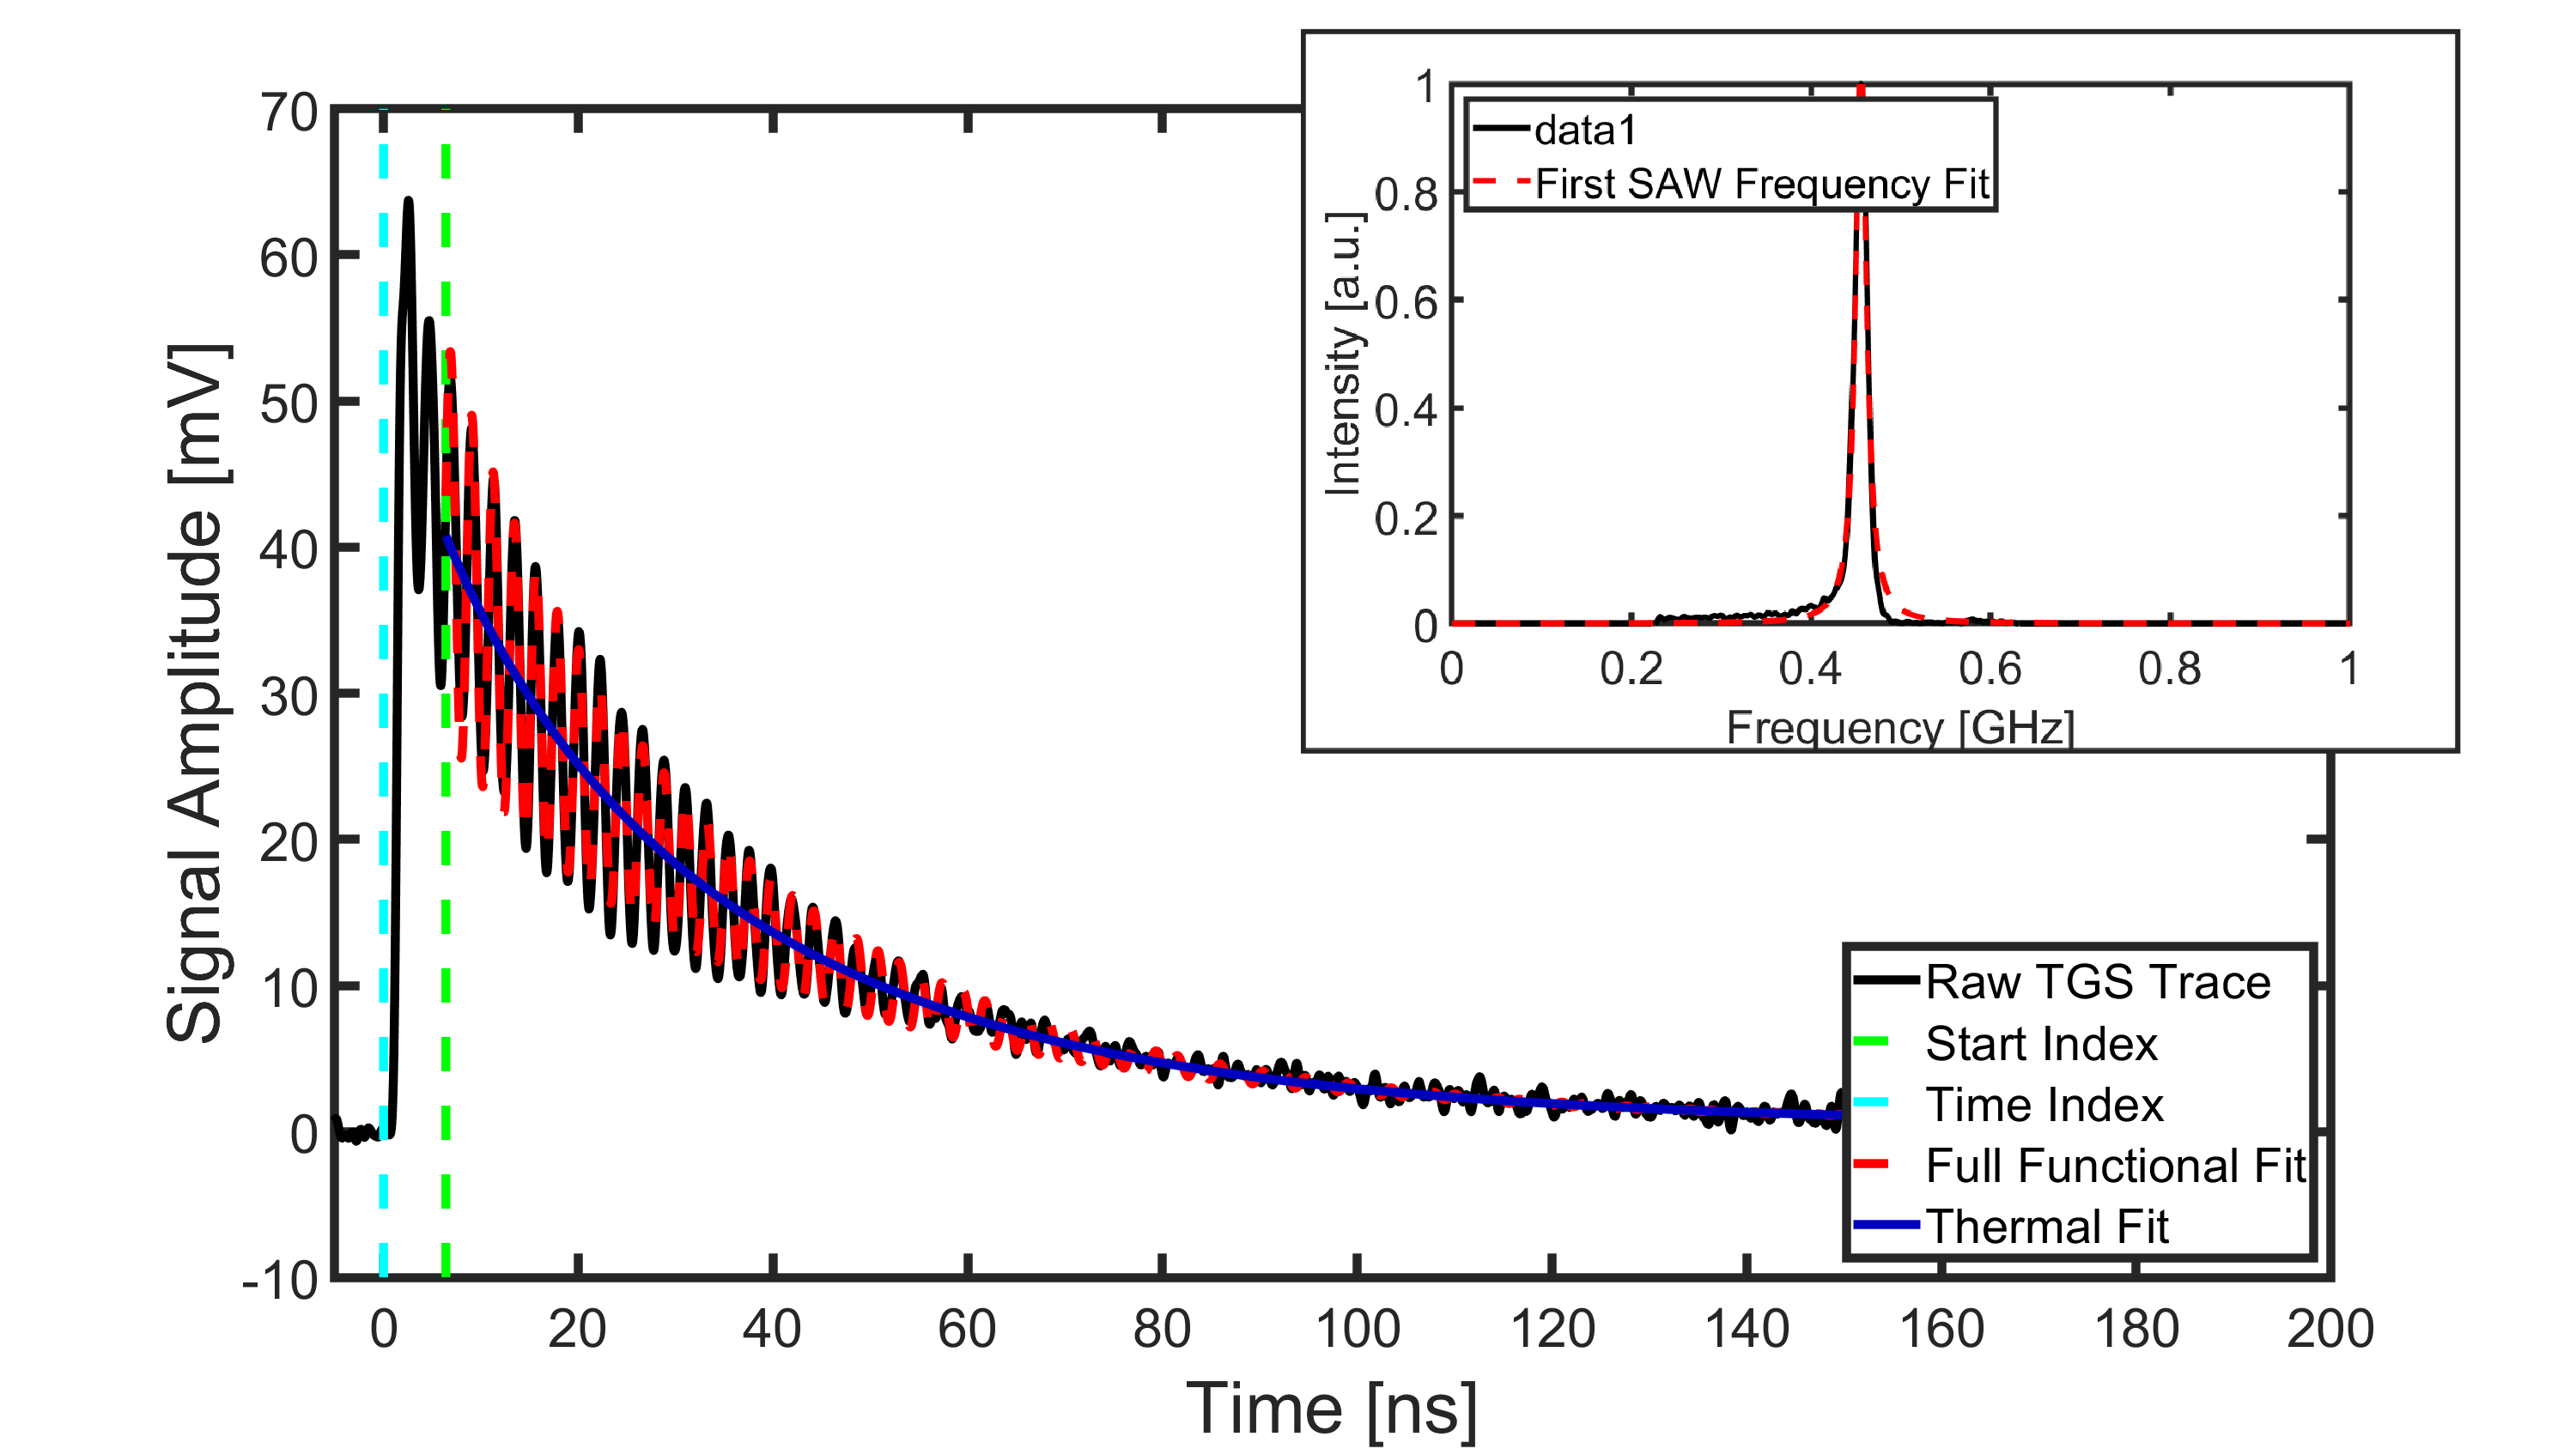 70
60
50
40
30
20
10
0
-10
Signal Amplitude [mV]
0 20 40 60 80 100 120 140 160 180 200
Time [ns]
1
0.8
0.6
0.4
0.2
0
Intensity [a.u.]
data1
First SAW Frequency Fit
0 0.2 0.4 0.6 0.8 1
Frequency [GHz]
Raw TGS Trace
Start Index
Time Index
Full Functional Fit
Thermal Fit